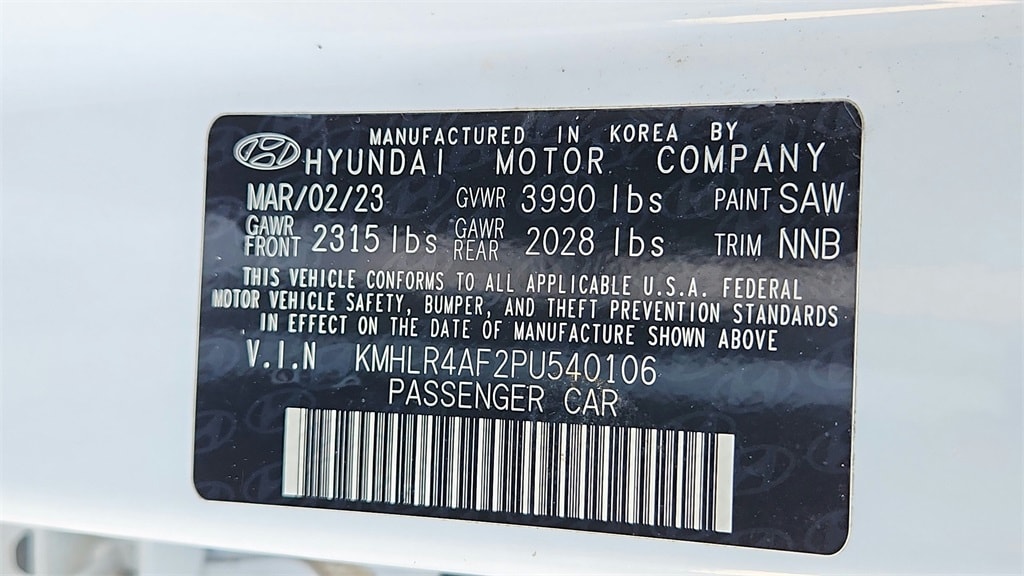 MANUFACTURED IN KOREA BY
HYUNDAI MOTOR COMPANY
MAR/02/23 GVWR 3990 lbs PAINT SAW
GAWR FRONT 2315 lbs GAWR REAR 2028 lbs TRIM NNB
THIS VEHICLE CONFORMS TO ALL APPLICABLE U.S.A. FEDERAL
MOTOR VEHICLE SAFETY, BUMPER, AND THEFT PREVENTION STANDARDS
IN EFFECT ON THE DATE OF MANUFACTURE SHOWN ABOVE
V.I.N KMHLR4AF2PU540106
PASSENGER CAR